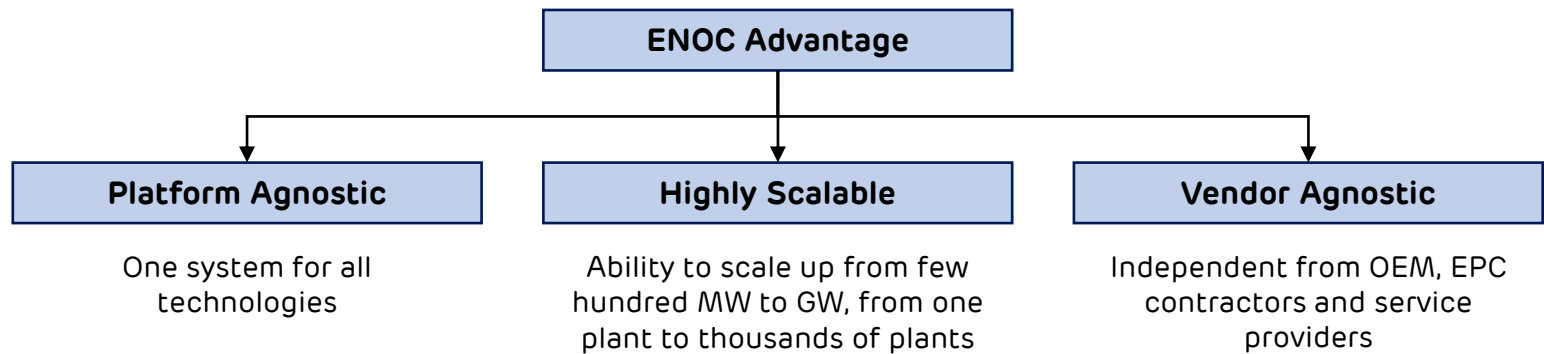 ENOC Advantage
Platform Agnostic
One system for all
technologies
Highly Scalable
Ability to scale up from few
hundred MW to GW, from one
plant to thousands of plants
Vendor Agnostic
Independent from OEM, EPC
contractors and service
providers